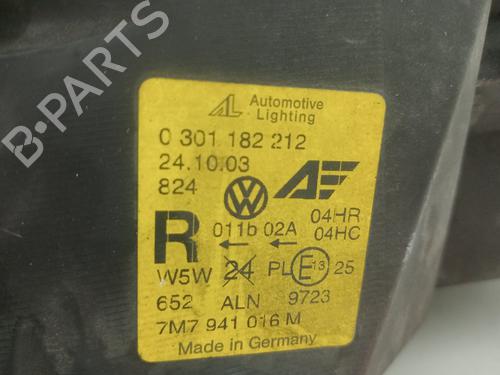 AL Automotive
Lighting
0 301 182 212
24.10.03
824
AE
R 011b 02A 04HR
04HC
W5W 24 PL E13 25
652 ALN 9723
7M7 941 016 M
Made in Germany
B-PARTS